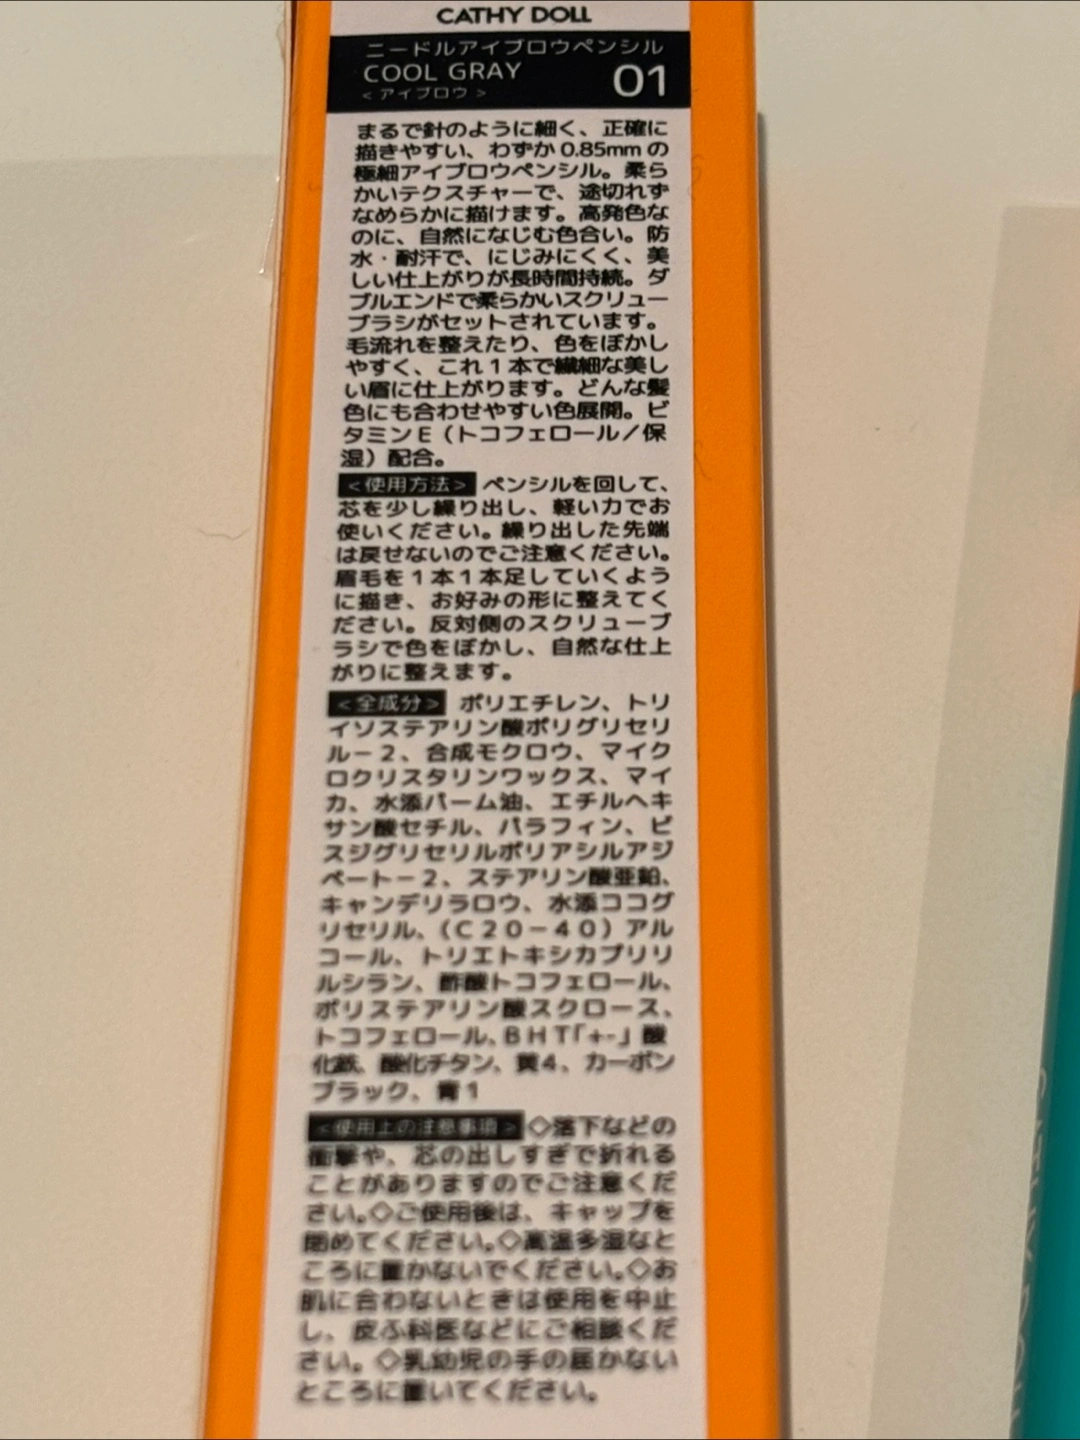 CATHY DOLL
ニードルアイブロウペンシル
COOL GRAY 01
＜アイブロウ＞
まるで針のように細く、正確に
描きやすい、わずか 0.85mm の
極細アイブロウペンシル。柔ら
かいテクスチャーで、途切れず
なめらかに描けます。高発色な
のに、自然になじむ色合い。防
水・耐汗で、にじみにくく、美
しい仕上がりが長時間持続。ダ
ブルエンドで柔らかいスクリュー
ブラシがセットされています。
毛流れを整えたり、色をぼかし
やすく、これ１本で繊細な美し
い眉に仕上がります。どんな髪
色にも合わせやすい色展開。ビ
タミンＥ（トコフェロール／保
湿）配合。
＜使用方法＞ ペンシルを回して、
芯を少し繰り出し、軽い力でお
使いください。繰り出した先端
は戻せないのでご注意ください。
眉毛を１本１本足していくよう
に描き、お好みの形に整えてく
ださい。反対側のスクリューブ
ラシで色をぼかし、自然な仕上
がりに整えます。
＜全成分＞ ポリエチレン、トリ
イソステアリン酸ポリグリセリ
ル－２、合成モクロウ、マイク
ロクリスタリンワックス、マイ
カ、水添パーム油、エチルヘキ
サン酸セチル、パラフィン、ビ
スジグリセリルポリアシルアジ
ペート－２、ステアリン酸亜鉛、
キャンデリラロウ、水添ココグ
リセリル、（Ｃ２０－４０）アル
コール、トリエトキシカプリリ
ルシラン、酢酸トコフェロール、
ポリステアリン酸スクロース、
トコフェロール、ＢＨＴ「+-」酸
化鉄、酸化チタン、黄４、カーボン
ブラック、青１
＜使用上の注意事項＞ ◇落下などの
衝撃や、芯の出しすぎで折れる
ことがありますのでご注意くだ
さい。◇ご使用後は、キャップを
閉めてください。◇高温多湿なと
ころに置かないでください。◇お
肌に合わないときは使用を中止
し、皮ふ科医などにご相談くだ
さい。◇乳幼児の手の届かない
ところに置いてください。